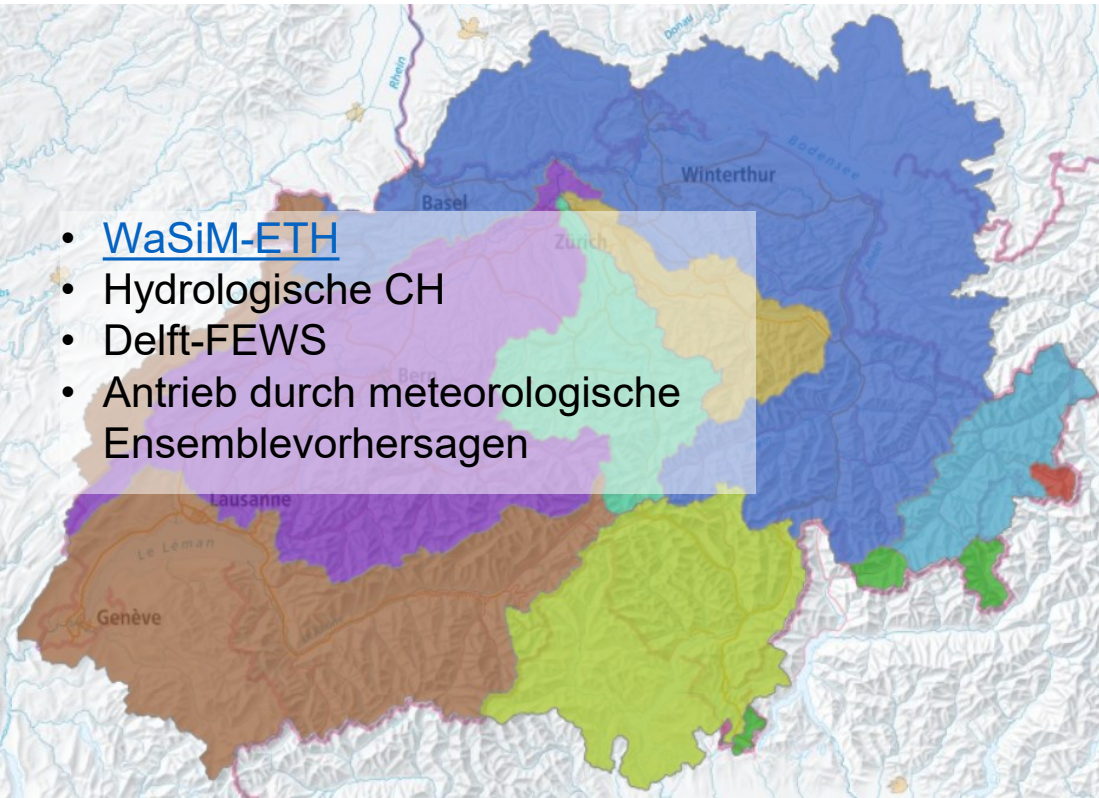 Donau
Rhein
Bodensee
Winterthur
Basel
Zürich
• WaSiM-ETH
• Hydrologische CH
• Delft-FEWS
Bern
• Antrieb durch meteorologische
Ensemblevorhersagen
Lausanne
Le Léman
Genève